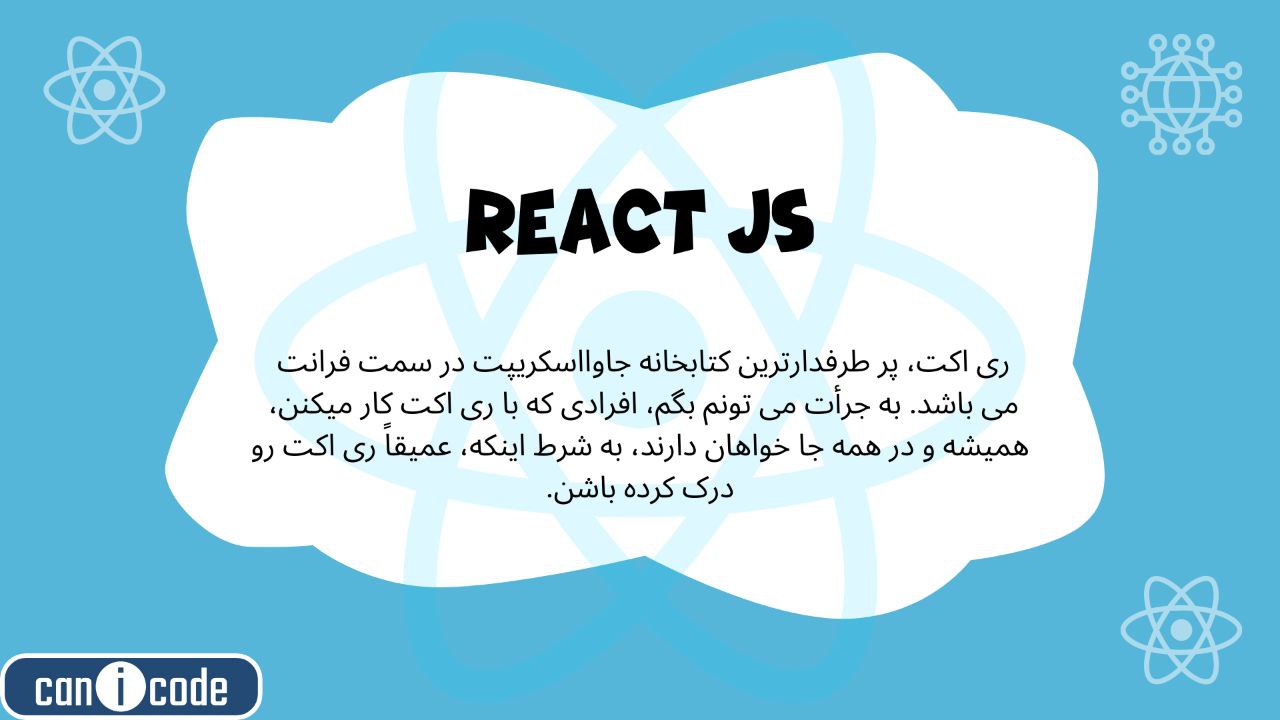 REACT JS
ری اکت، پر طرفدارترین کتابخانه جاوااسکریپت در سمت فرانت
می باشد. به جرأت می تونم بگم، افرادی که با ری اکت کار میکنن،
همیشه و در همه جا خواهان دارند، به شرط اینکه، عمیقاً ری اکت رو
درک کرده باشن.
can i code